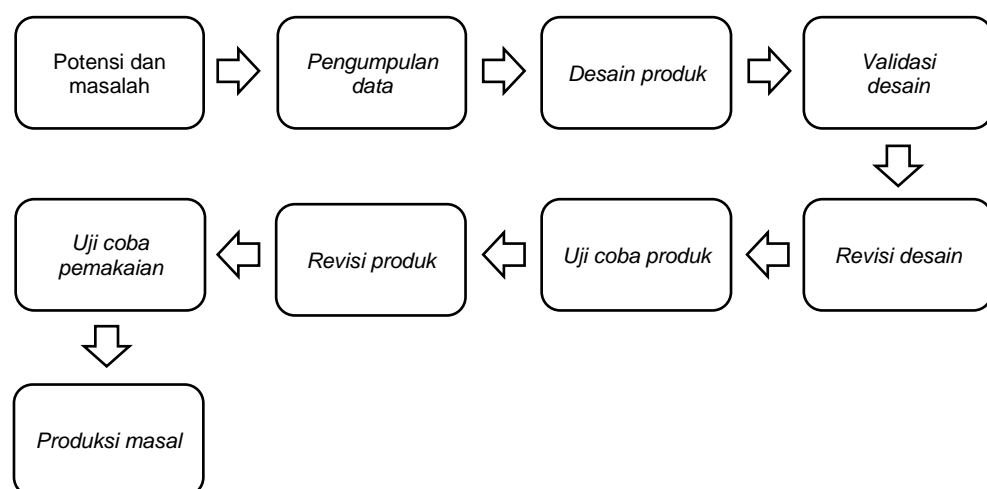 Potensi dan
masalah
Pengumpulan
data
Desain produk
Validasi
desain
Revisi desain
Uji coba produk
Revisi produk
Uji coba
pemakaian
Produksi masal